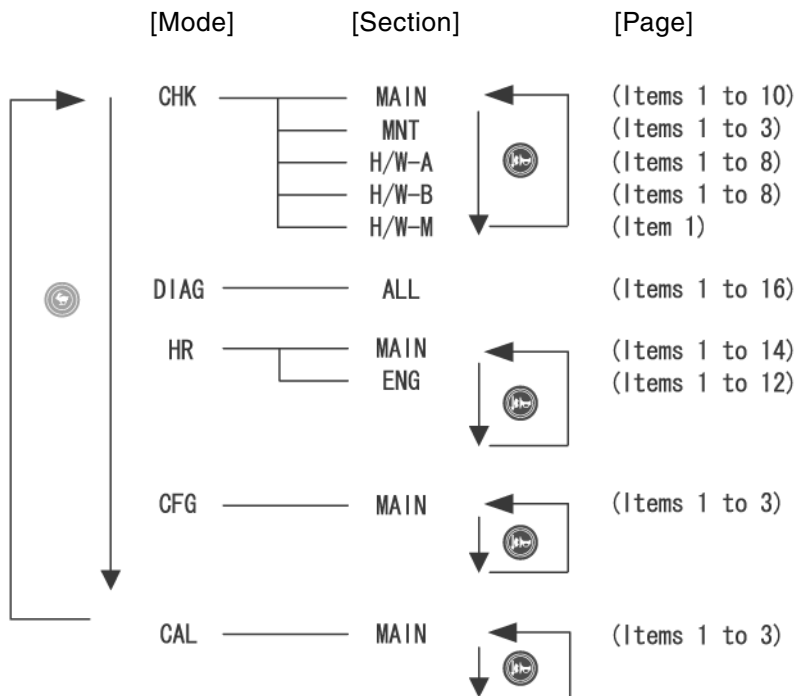 [Mode] [Section] [Page]
CHK MAIN (Items 1 to 10)
MNT (Items 1 to 3)
H/W-A (Items 1 to 8)
H/W-B (Items 1 to 8)
H/W-M (Item 1)
DIAG ALL (Items 1 to 16)
HR MAIN (Items 1 to 14)
ENG (Items 1 to 12)
CFG MAIN (Items 1 to 3)
CAL MAIN (Items 1 to 3)